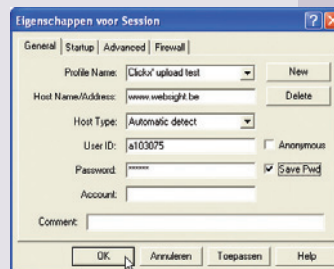 Eigenschappen voor Session
General Startup Advanced Firewall
Profile Name: Clickx' upload test New
Host Name/Address: www.websight.be Delete
Host Type: Automatic detect
User ID: a103075 Anonymous
Password: ****** Save Pwd
Account:
Comment:
OK Annuleren Toepassen Help